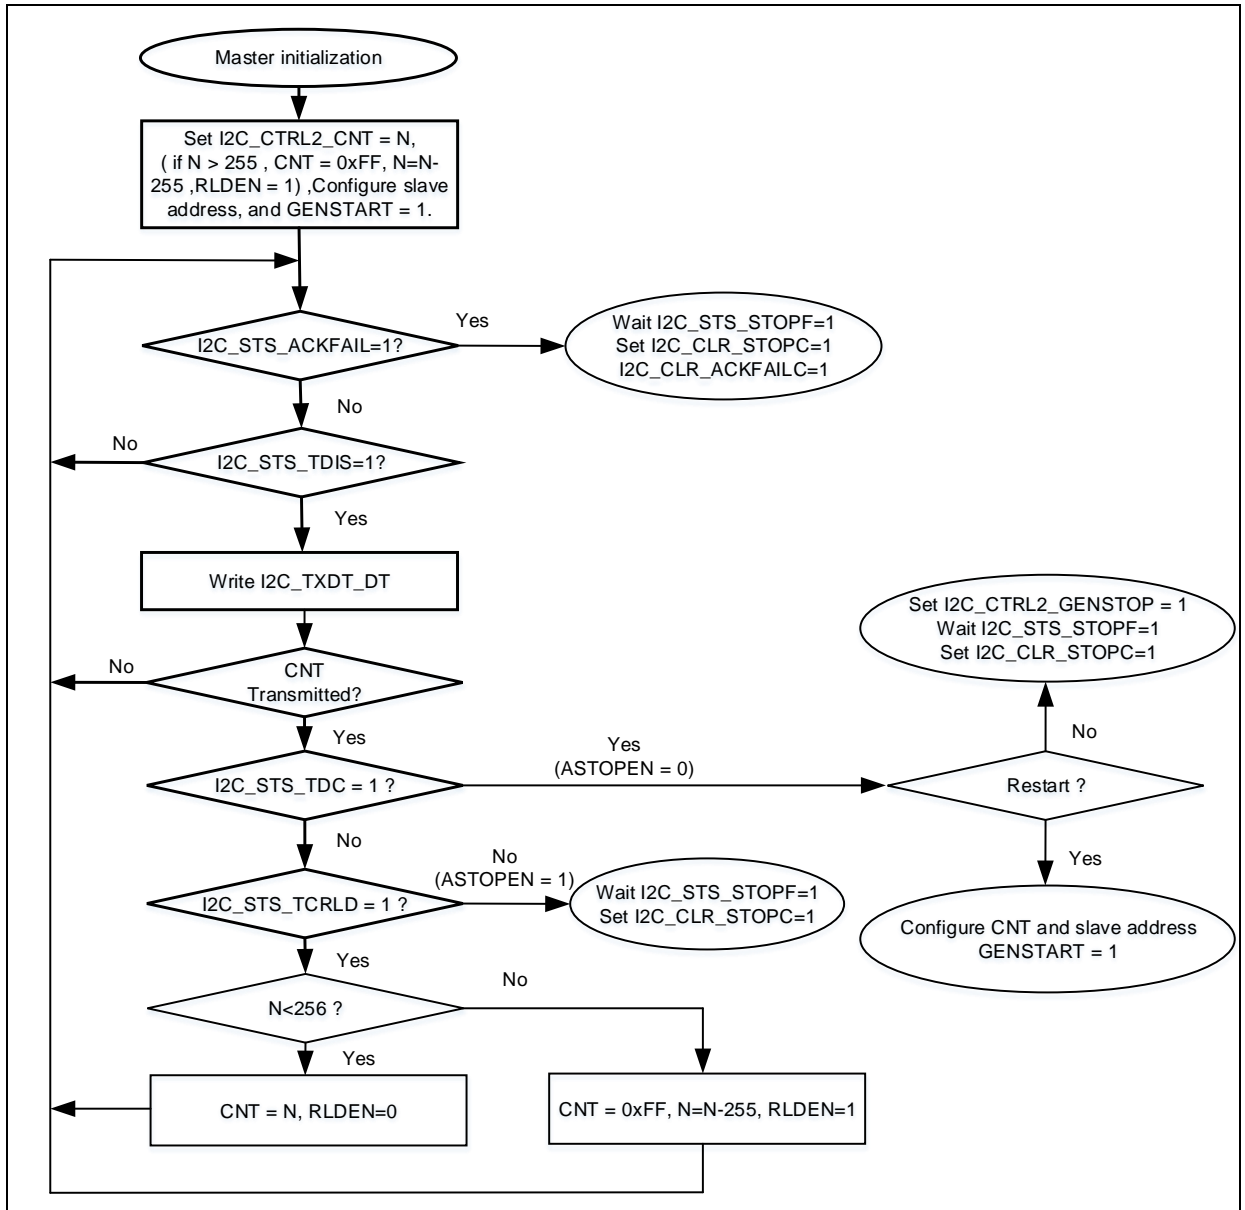 Master initialization
Set I2C_CTRL2_CNT = N,
( if N > 255 , CNT = 0xFF, N=N-
255 ,RLDEN = 1) ,Configure slave
address, and GENSTART = 1.
I2C_STS_ACKFAIL=1?
Yes
Wait I2C_STS_STOPF=1
Set I2C_CLR_STOPC=1
I2C_CLR_ACKFAILC=1
No
I2C_STS_TDIS=1?
No
Yes
Write I2C_TXDT_DT
CNT
Transmitted?
No
Yes
I2C_STS_TDC = 1 ?
Yes
(ASTOPEN = 0)
Restart ?
No
Set I2C_CTRL2_GENSTOP = 1
Wait I2C_STS_STOPF=1
Set I2C_CLR_STOPC=1
Yes
Configure CNT and slave address
GENSTART = 1
No
I2C_STS_TCRLD = 1 ?
No
(ASTOPEN = 1)
Wait I2C_STS_STOPF=1
Set I2C_CLR_STOPC=1
Yes
N<256 ?
No
Yes
CNT = N, RLDEN=0
CNT = 0xFF, N=N-255, RLDEN=1